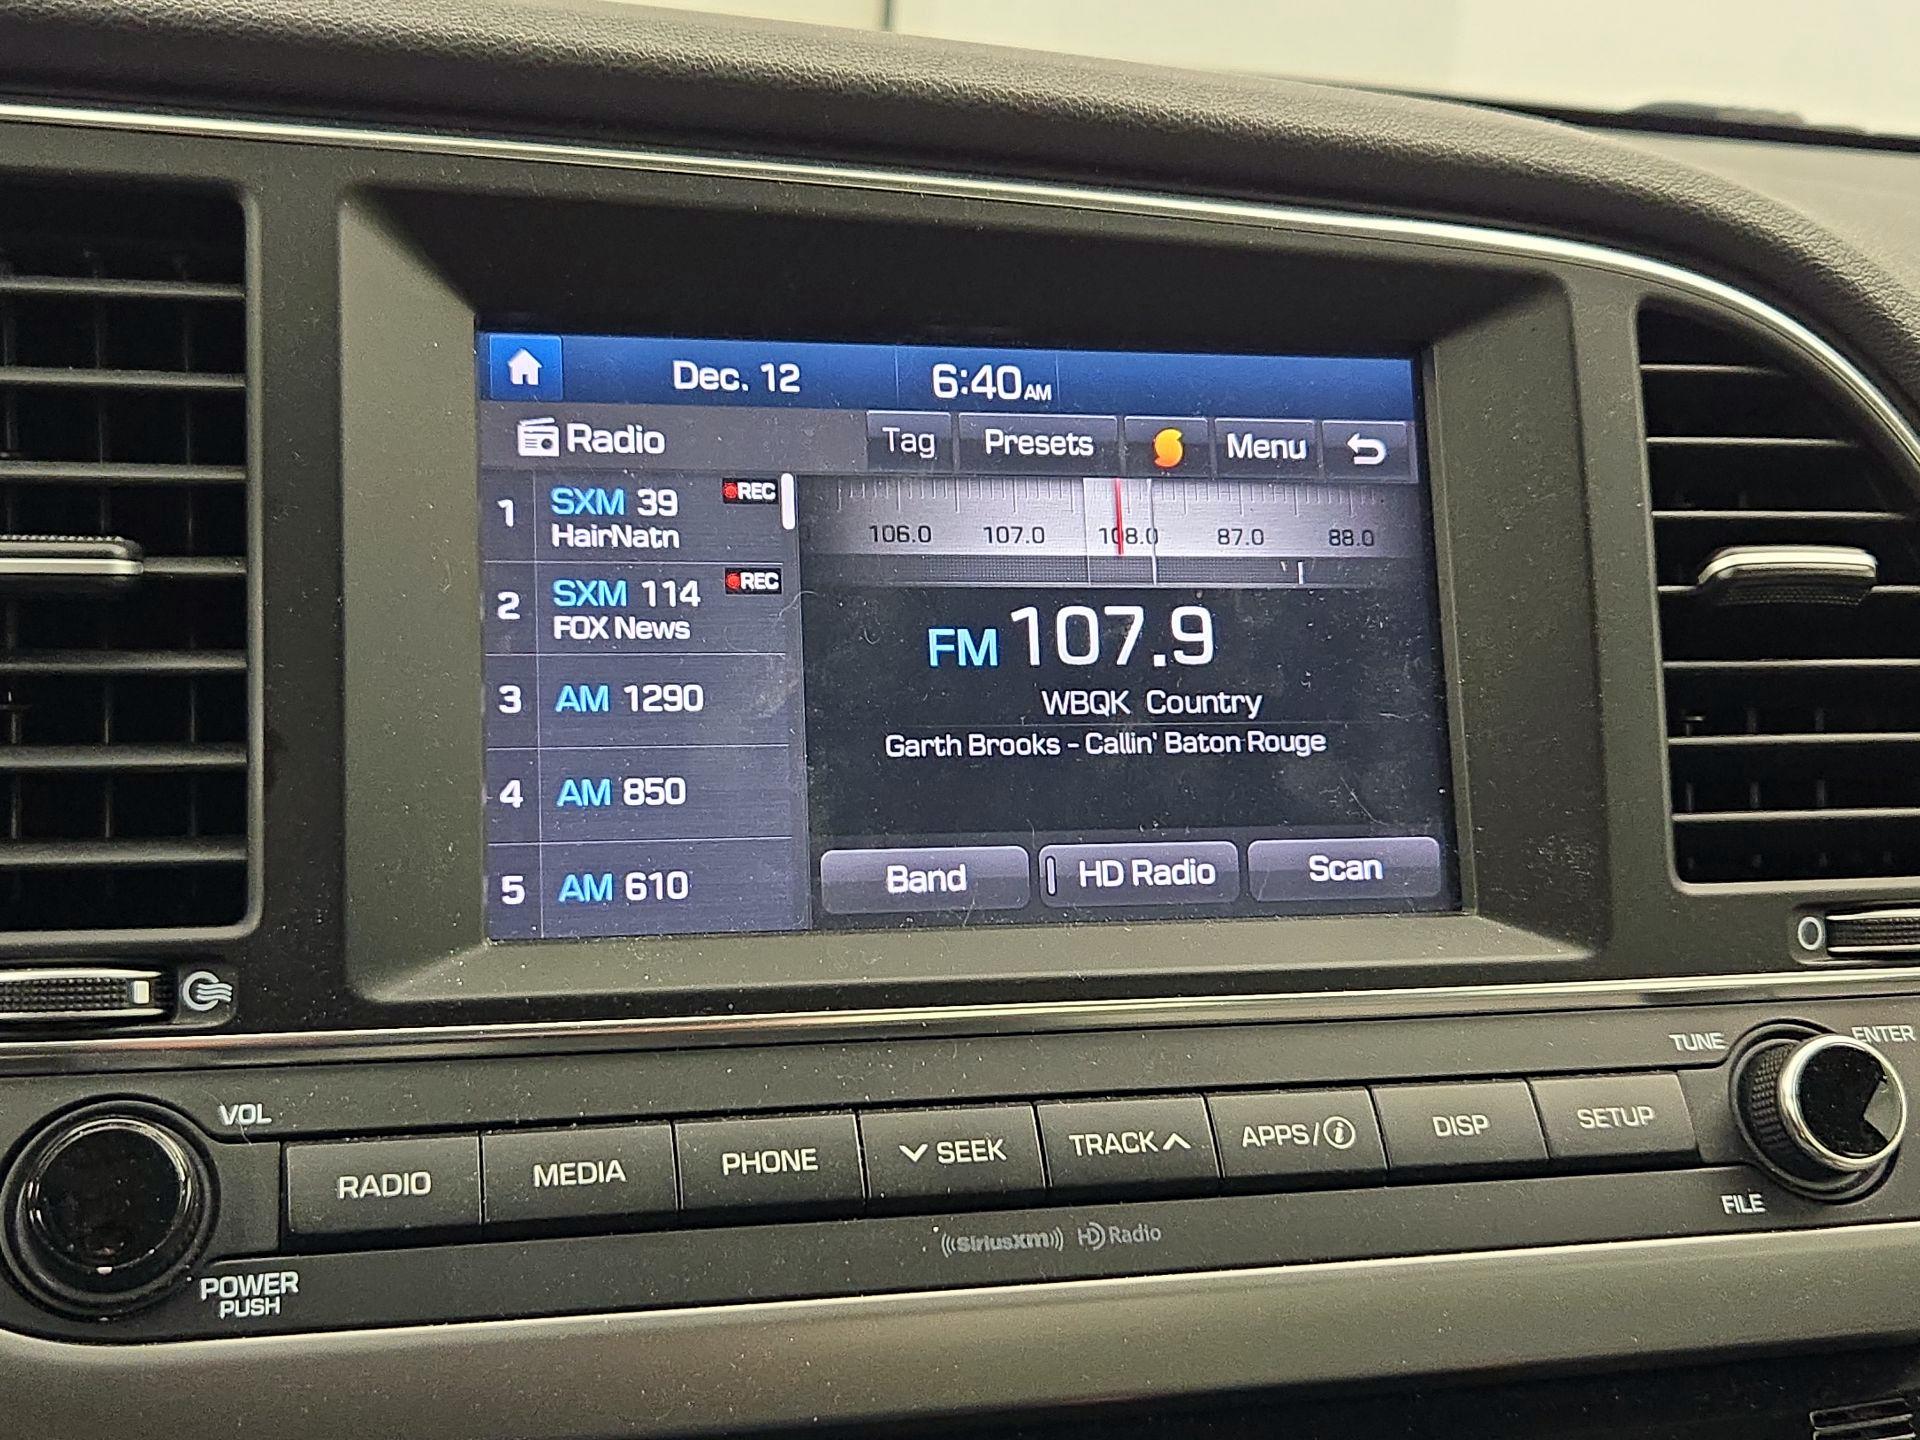 Dec. 12 6:40 AM
Radio Tag Presets Menu
1 SXM 39 REC
HairNatn
2 SXM 114 REC
FOX News
3 AM 1290
4 AM 850
5 AM 610
106.0 107.0 108.0 87.0 88.0
FM 107.9
WBQK Country
Garth Brooks - Callin' Baton Rouge
Band HD Radio Scan
VOL
POWER
PUSH
RADIO MEDIA PHONE SEEK TRACK APPS/i DISP SETUP
TUNE
ENTER
FILE
((SiriusXm)) HD Radio